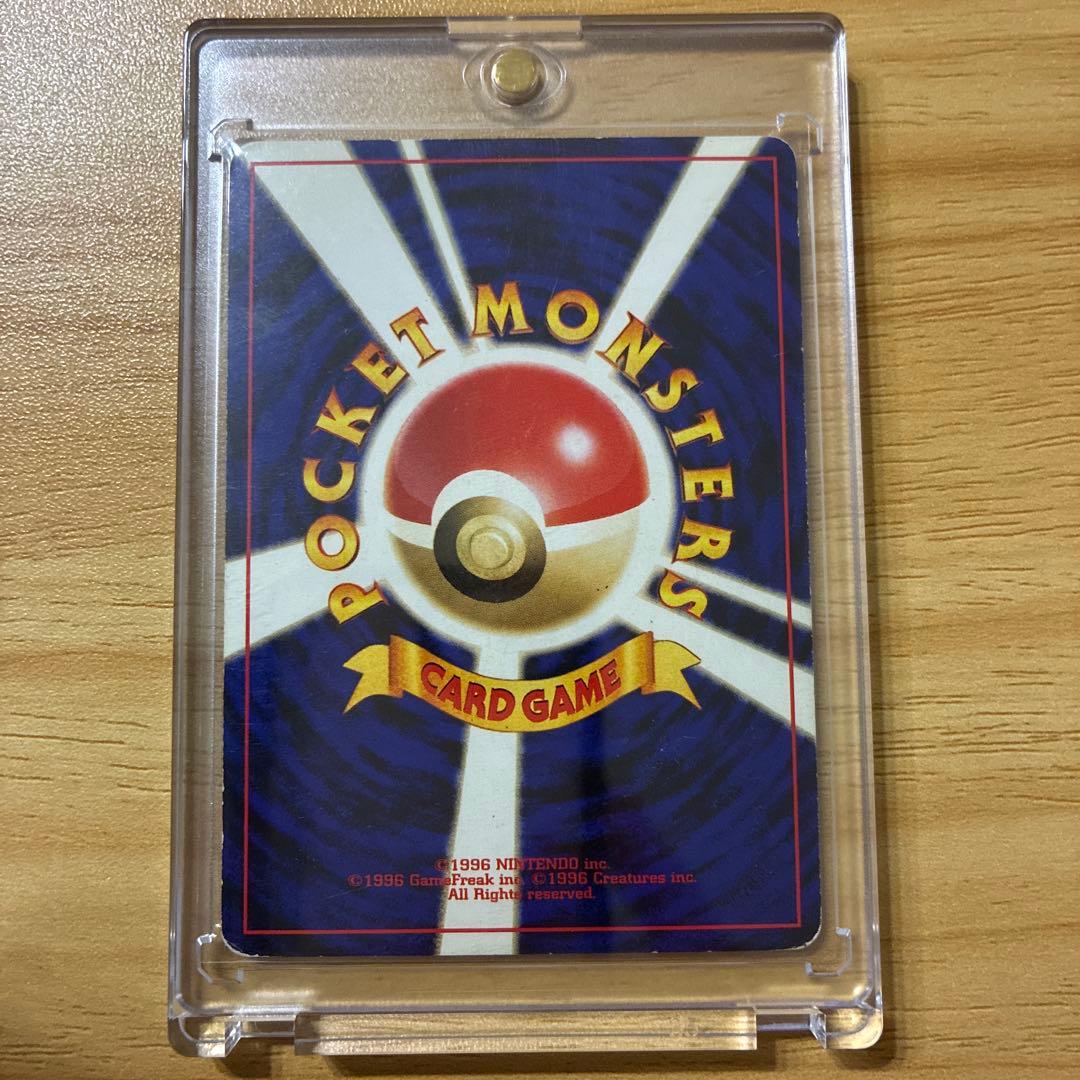 POCKET MONSTERS
CARD GAME
©1996 NINTENDO inc.
©1996 GameFreak inc. ©1996 Creatures inc.
All Rights reserved.